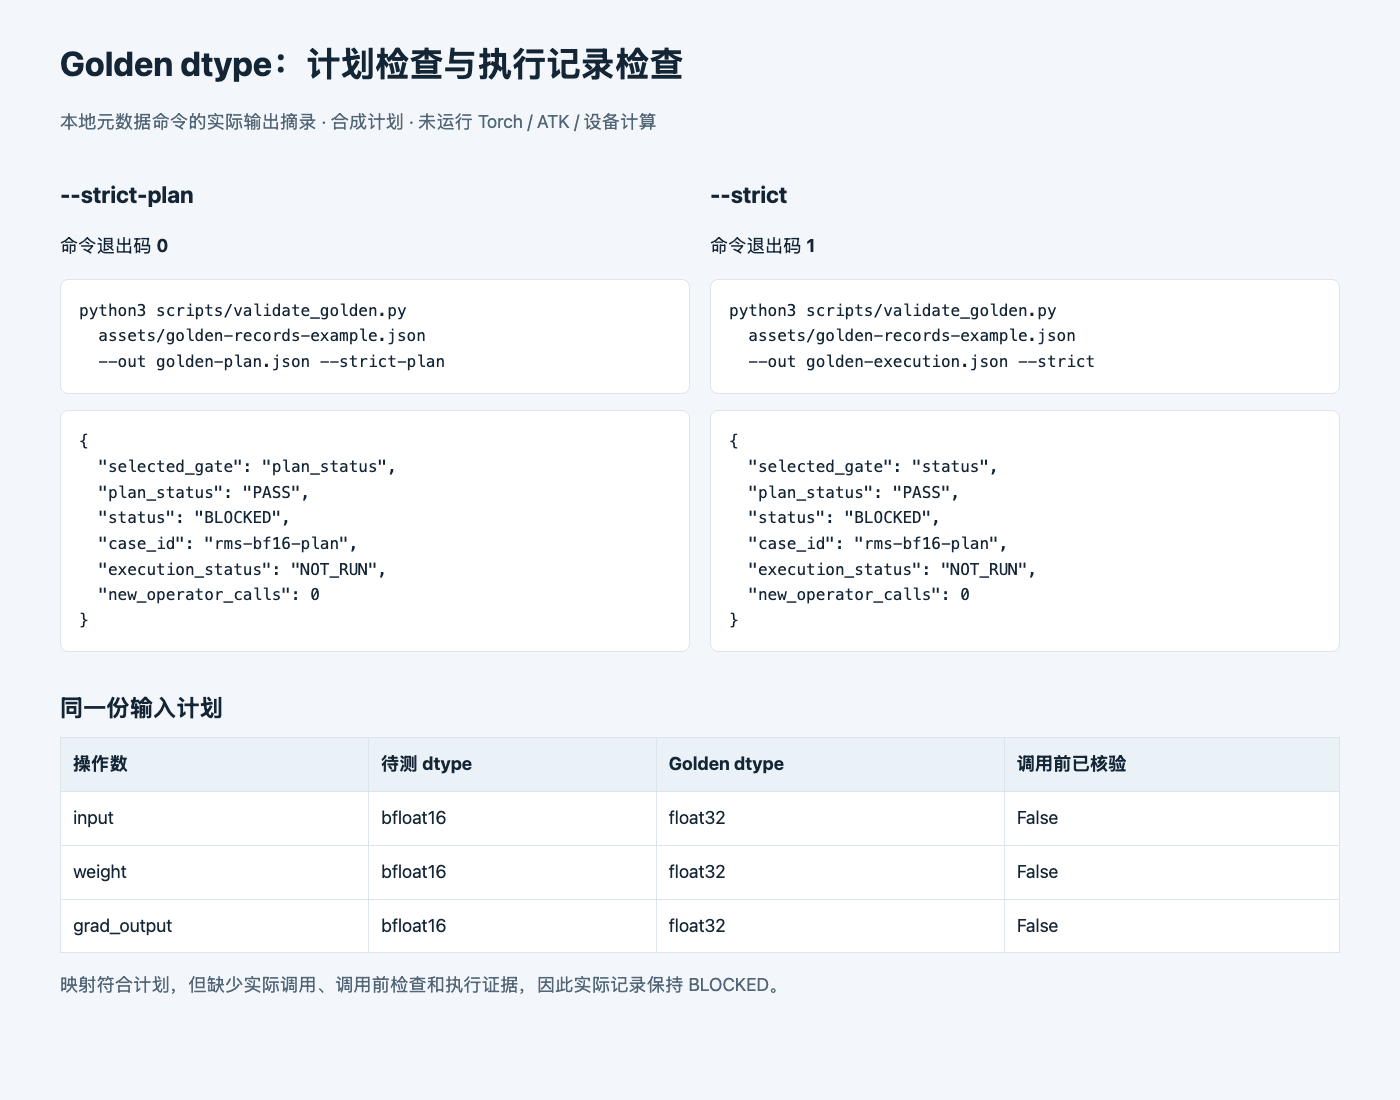 Golden dtype：计划检查与执行记录检查
本地元数据命令的实际输出摘录 · 合成计划 · 未运行 Torch / ATK / 设备计算
--strict-plan
命令退出码 0
python3 scripts/validate_golden.py
  assets/golden-records-example.json
  --out golden-plan.json --strict-plan
{
  "selected_gate": "plan_status",
  "plan_status": "PASS",
  "status": "BLOCKED",
  "case_id": "rms-bf16-plan",
  "execution_status": "NOT_RUN",
  "new_operator_calls": 0
}
--strict
命令退出码 1
python3 scripts/validate_golden.py
  assets/golden-records-example.json
  --out golden-execution.json --strict
{
  "selected_gate": "status",
  "plan_status": "PASS",
  "status": "BLOCKED",
  "case_id": "rms-bf16-plan",
  "execution_status": "NOT_RUN",
  "new_operator_calls": 0
}
同一份输入计划
操作数 待测 dtype Golden dtype 调用前已核验
input bfloat16 float32 False
weight bfloat16 float32 False
grad_output bfloat16 float32 False
映射符合计划，但缺少实际调用、调用前检查和执行证据，因此实际记录保持 BLOCKED。